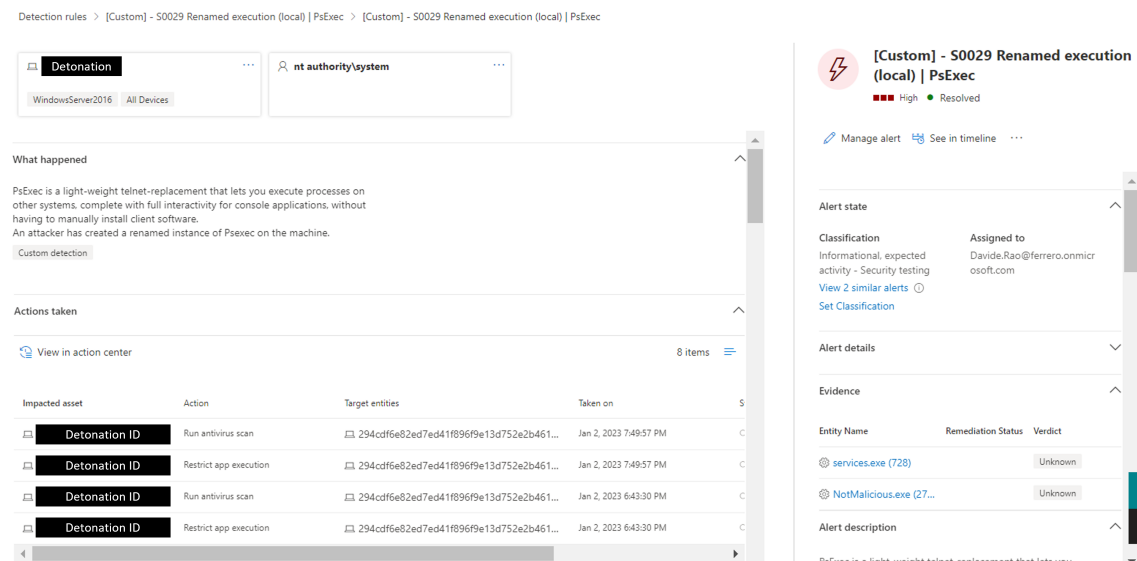 Detection rules > [Custom] - S0029 Renamed execution (local) | PsExec > [Custom] - S0029 Renamed execution (local) | PsExec
Detonation ...
WindowsServer2016 All Devices
nt authority\system ...
What happened
PsExec is a light-weight telnet-replacement that lets you execute processes on
other systems, complete with full interactivity for console applications, without
having to manually install client software.
An attacker has created a renamed instance of Psexec on the machine.
Custom detection
Actions taken
View in action center 8 items
Impacted asset Action Target entities Taken on
Detonation ID Run antivirus scan 294cdf6e82ed7ed41f896f9e13d752e2b461... Jan 2, 2023 7:49:57 PM
Detonation ID Restrict app execution 294cdf6e82ed7ed41f896f9e13d752e2b461... Jan 2, 2023 7:49:57 PM
Detonation ID Run antivirus scan 294cdf6e82ed7ed41f896f9e13d752e2b461... Jan 2, 2023 6:43:30 PM
Detonation ID Restrict app execution 294cdf6e82ed7ed41f896f9e13d752e2b461... Jan 2, 2023 6:43:30 PM
[Custom] - S0029 Renamed execution
(local) | PsExec
High Resolved
Manage alert See in timeline ...
Alert state
Classification
Informational, expected
activity - Security testing
View 2 similar alerts
Set Classification
Assigned to
Davide.Rao@ferrero.onmicr
osoft.com
Alert details
Evidence
Entity Name Remediation Status Verdict
services.exe (728) Unknown
NotMalicious.exe (27... Unknown
Alert description
PsExec is a light-weight telnet-replacement that lets you